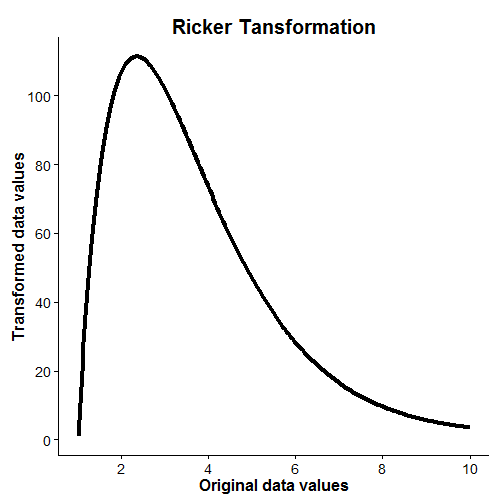 Ricker Tansformation
Transformed data values
100
80
60
40
20
0
2 4 6 8 10
Original data values